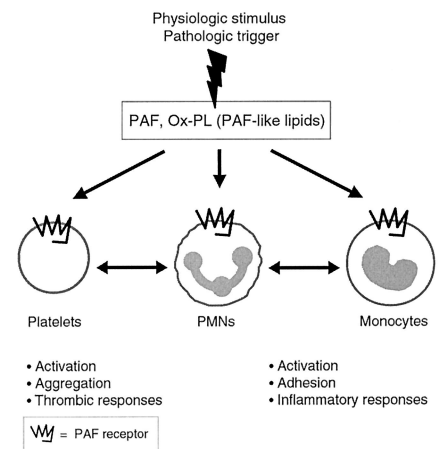 Physiologic stimulus
Pathologic trigger
PAF, Ox-PL (PAF-like lipids)
Platelets
PMNs
Monocytes
• Activation
• Aggregation
• Thrombic responses
• Activation
• Adhesion
• Inflammatory responses
= PAF receptor